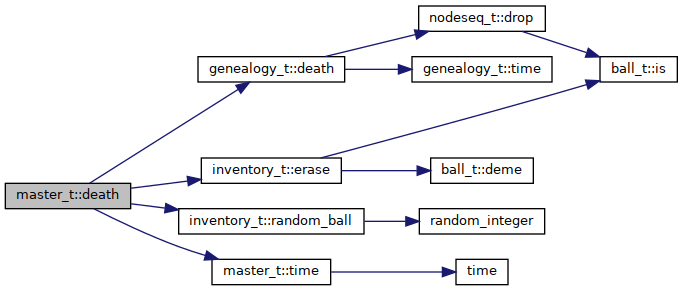 nodeseq_t::drop
genealogy_t::death
genealogy_t::time
ball_t::is
inventory_t::erase
ball_t::deme
master_t::death
inventory_t::random_ball
random_integer
master_t::time
time